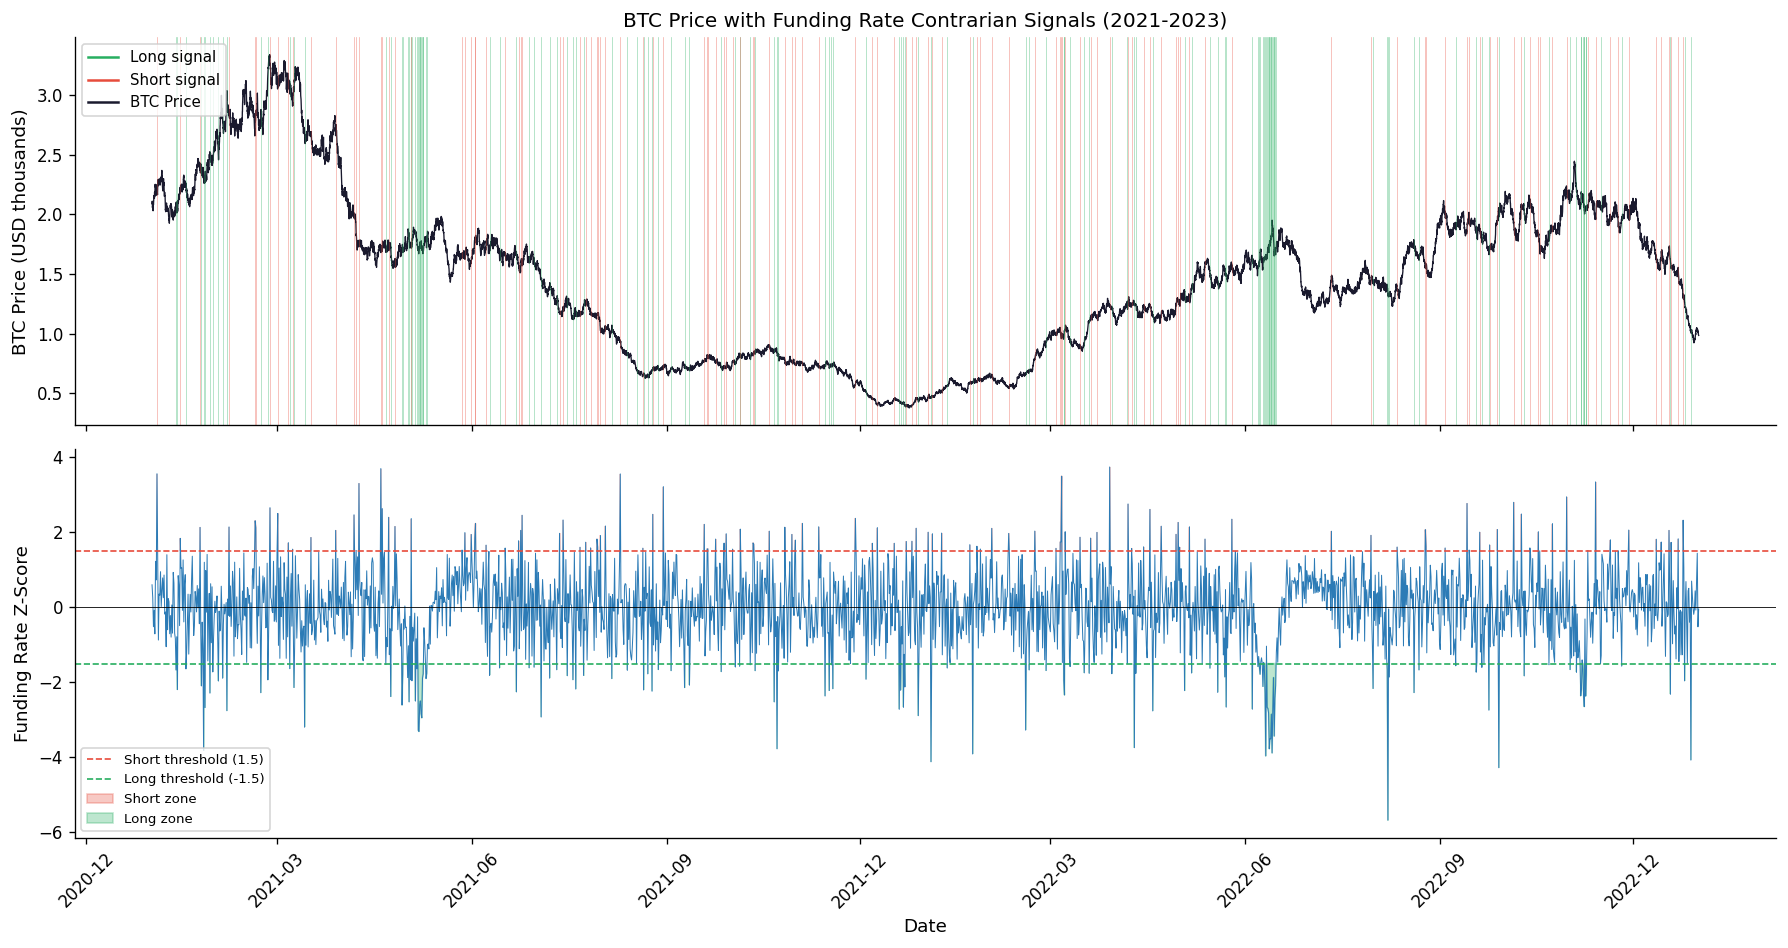 BTC Price with Funding Rate Contrarian Signals (2021-2023)
BTC Price (USD thousands)
3.0
2.5
2.0
1.5
1.0
0.5
Long signal
Short signal
BTC Price
Funding Rate Z-Score
4
2
0
−2
−4
−6
Short threshold (1.5)
Long threshold (-1.5)
Short zone
Long zone
2020-12
2021-03
2021-06
2021-09
2021-12
2022-03
2022-06
2022-09
2022-12
Date